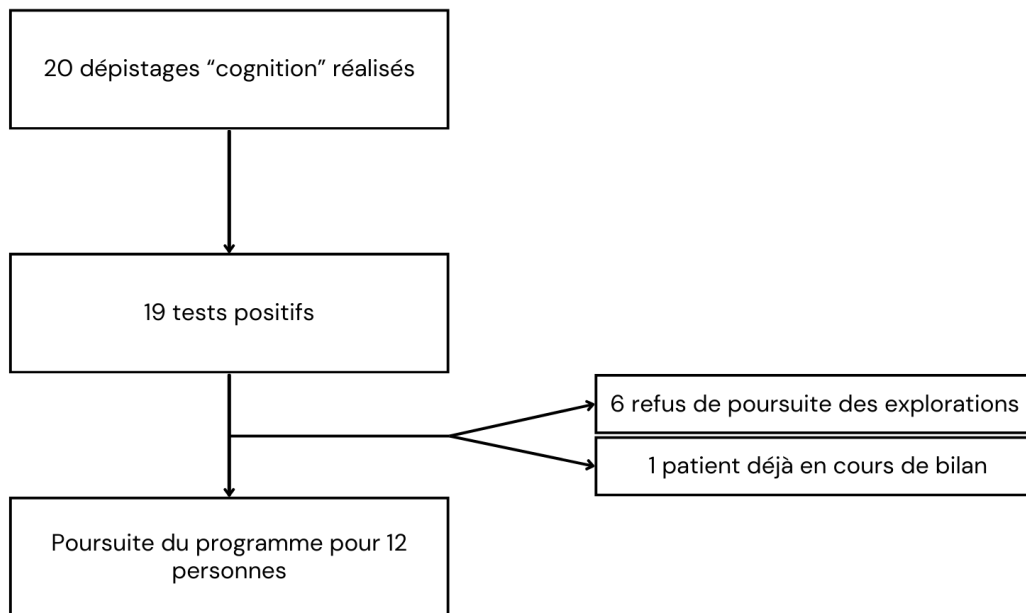 20 dépistages “cognition” réalisés
19 tests positifs
6 refus de poursuite des explorations
1 patient déjà en cours de bilan
Poursuite du programme pour 12
personnes